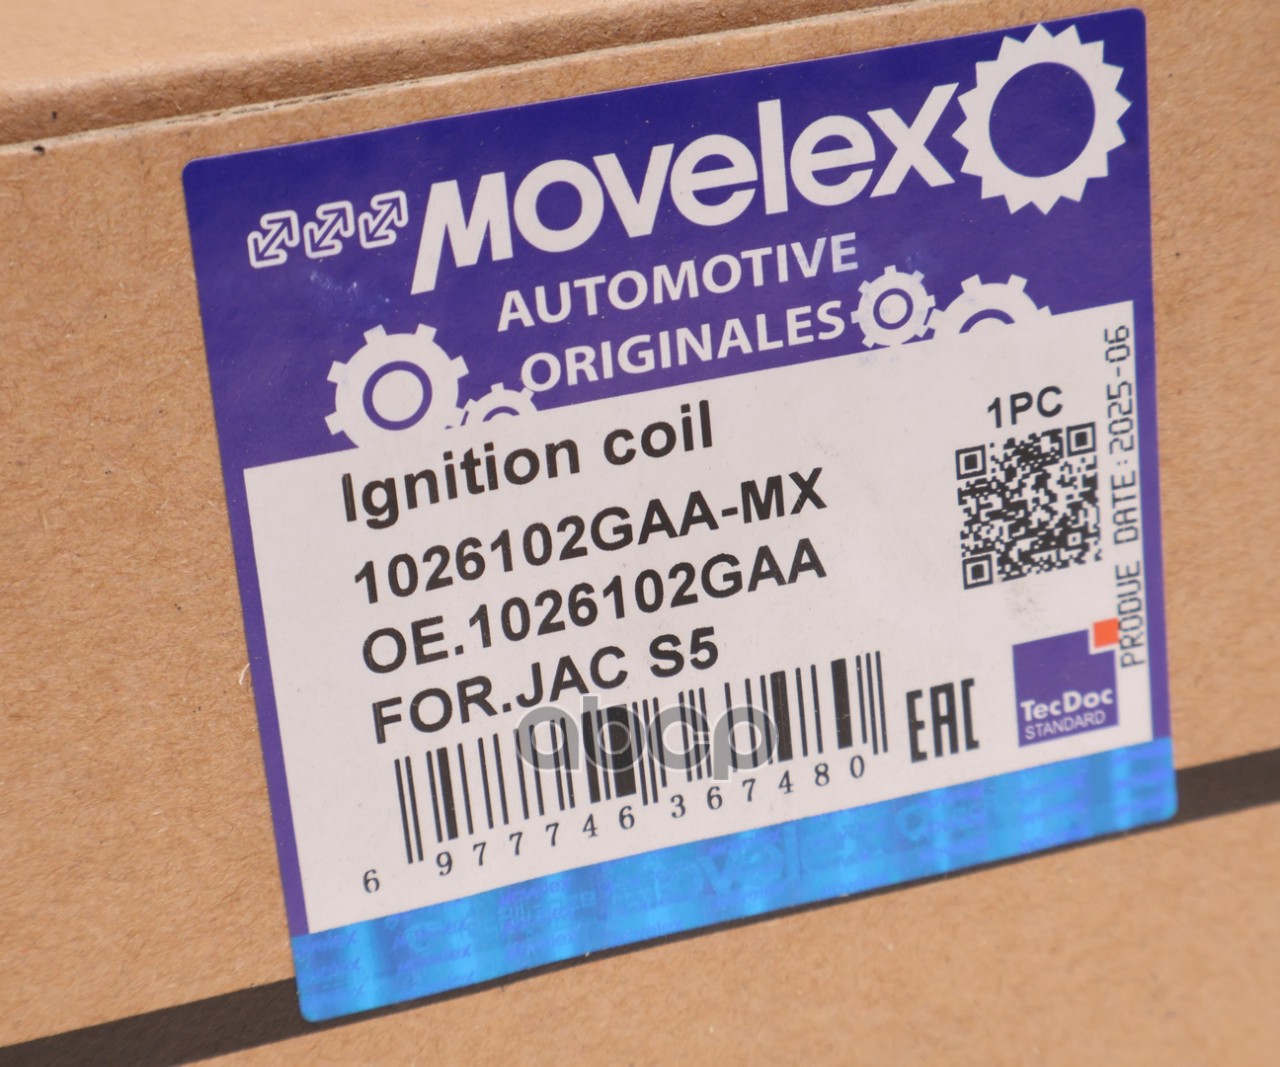 Movelex
AUTOMOTIVE
ORIGINALES
Ignition coil
1026102GAA-MX
OE.1026102GAA
FOR.JAC S5
1PC
PRODUE DATE:2025-06
6 977746 367480
EAC
TecDoc
STANDARD
abcp